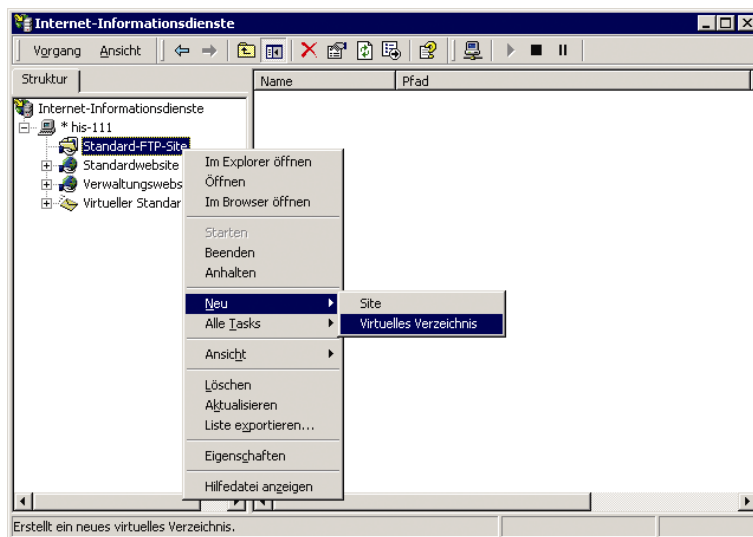 Internet-Informationsdienste
Vorgang Ansicht
Struktur
Name Pfad
Internet-Informationsdienste
* his-111
Standard-FTP-Site
Standardwebsite
Verwaltungswebs
Virtueller Standar
Im Explorer öffnen
Öffnen
Im Browser öffnen
Starten
Beenden
Anhalten
Neu
Alle Tasks
Ansicht
Löschen
Aktualisieren
Liste exportieren...
Eigenschaften
Hilfedatei anzeigen
Site
Virtuelles Verzeichnis
Erstellt ein neues virtuelles Verzeichnis.